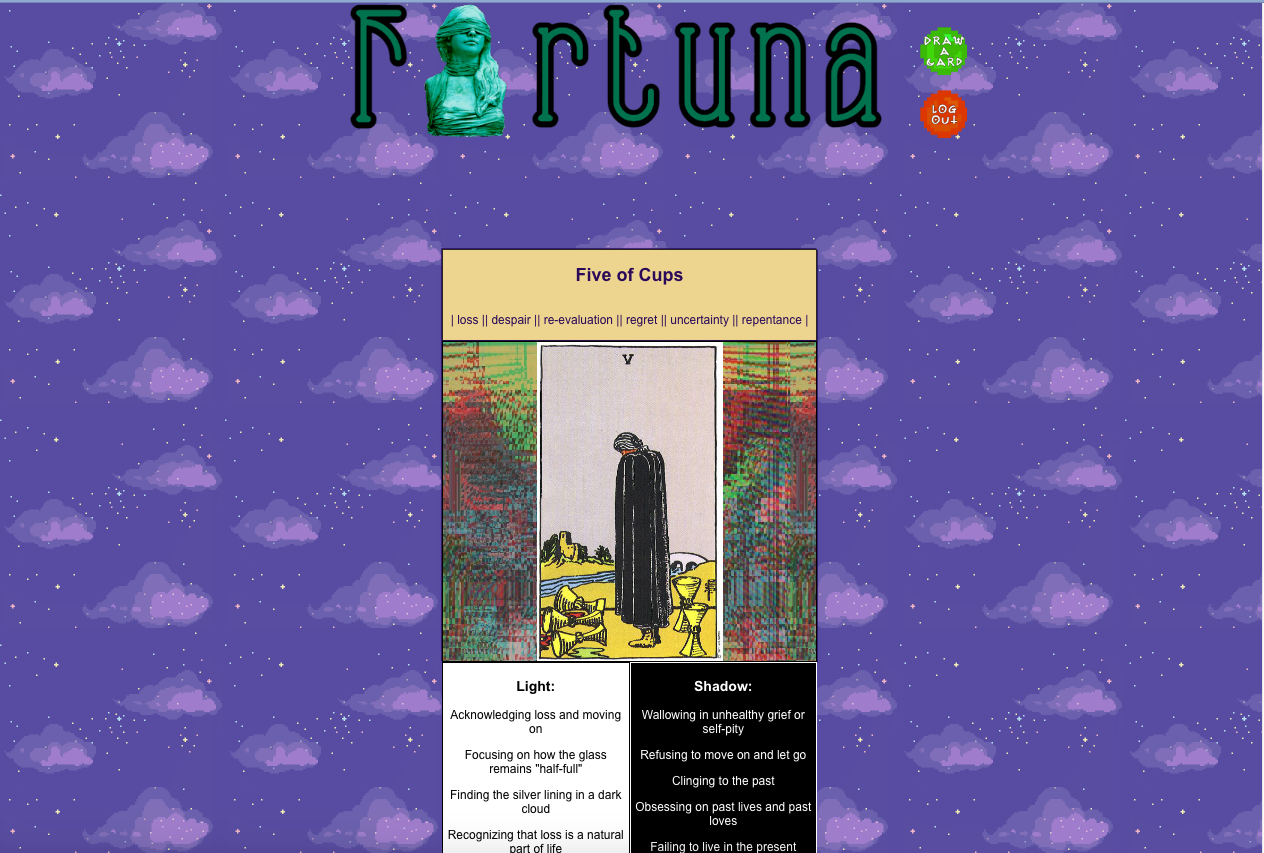 Fortuna
DRAW
A
CARD
LOG
OUT
Five of Cups
| loss || despair || re-evaluation || regret || uncertainty || repentance |
V
Light:
Acknowledging loss and moving
on
Focusing on how the glass
remains "half-full"
Finding the silver lining in a dark
cloud
Recognizing that loss is a natural
part of life
Shadow:
Wallowing in unhealthy grief or
self-pity
Refusing to move on and let go
Clinging to the past
Obsessing on past lives and past
loves
Failing to live in the present